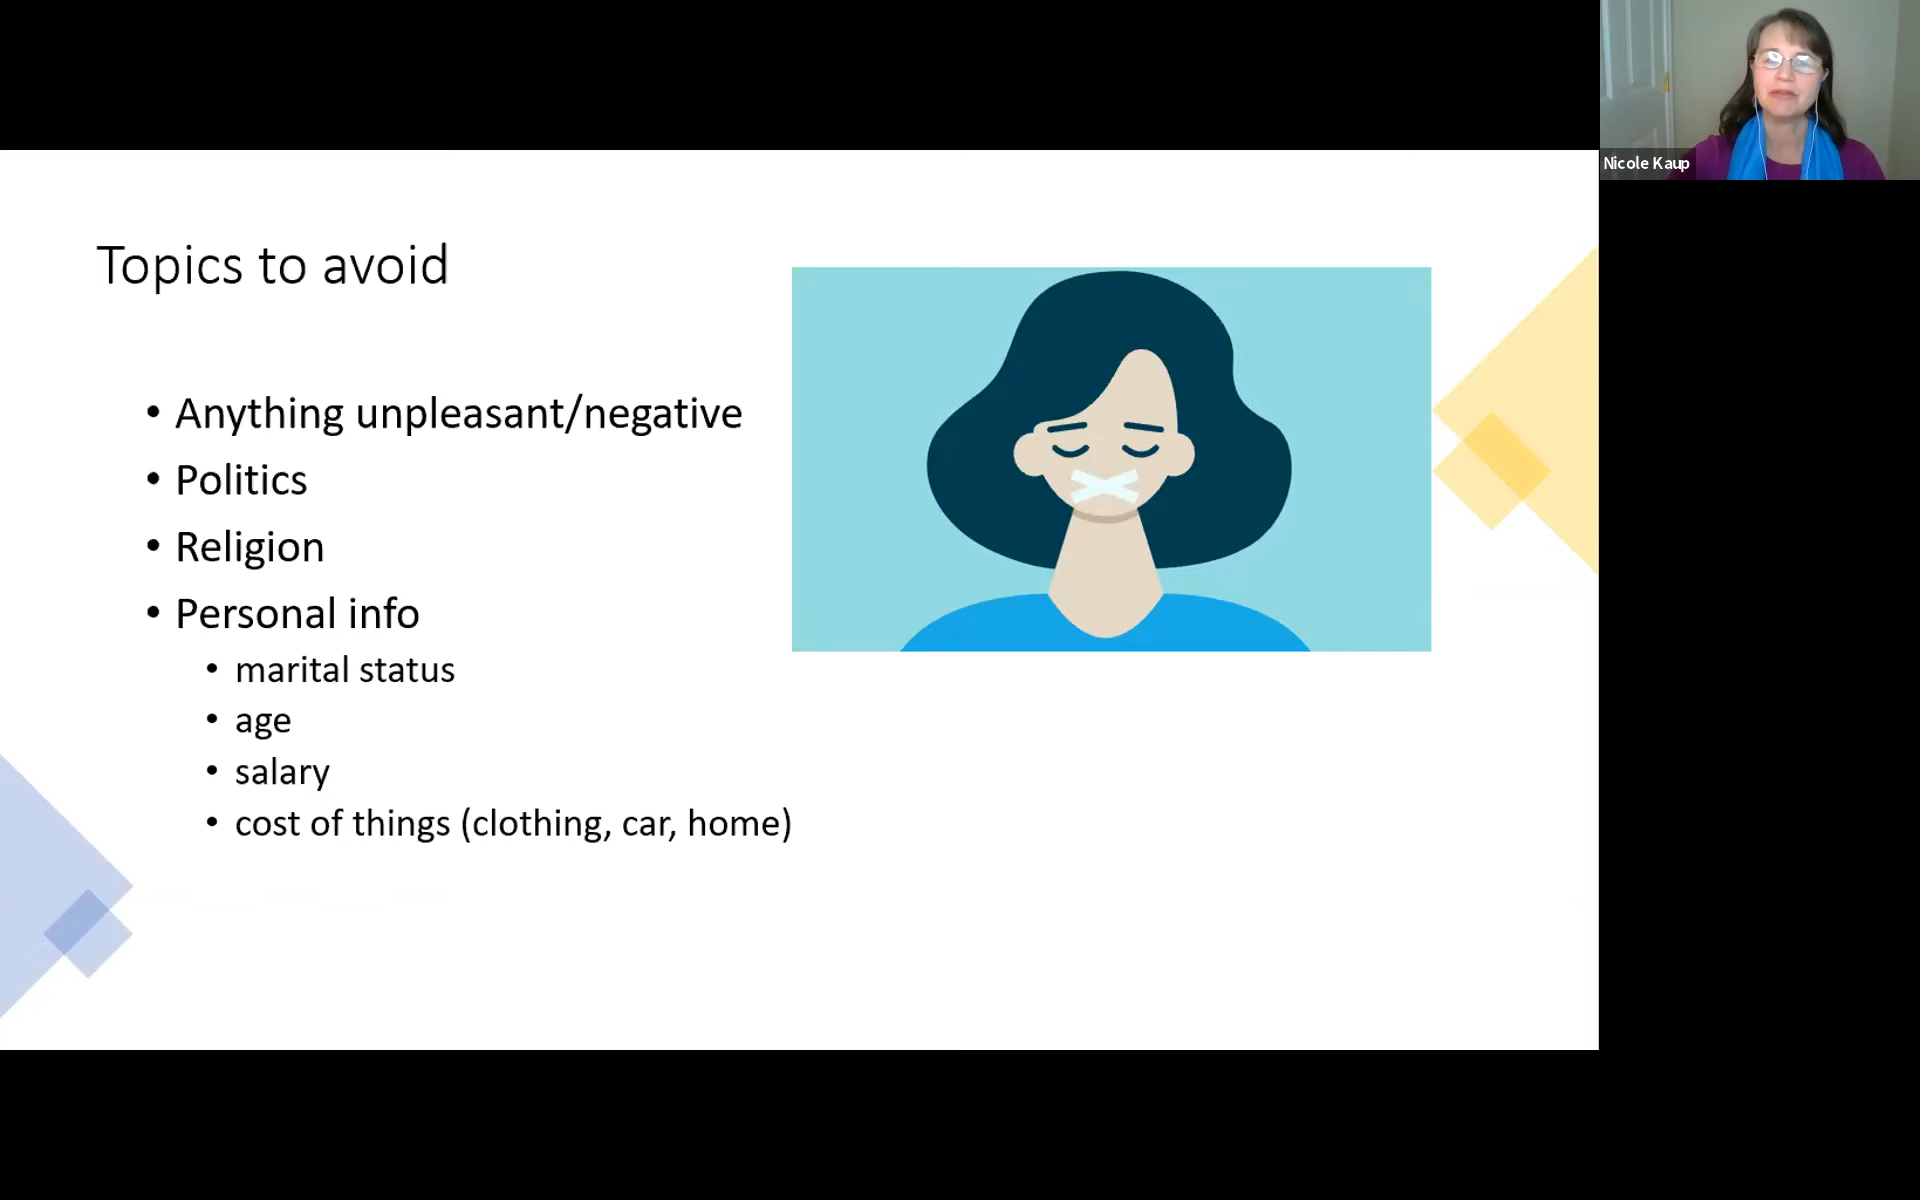 Nicole Kaup
Topics to avoid
• Anything unpleasant/negative
• Politics
• Religion
• Personal info
• marital status
• age
• salary
• cost of things (clothing, car, home)